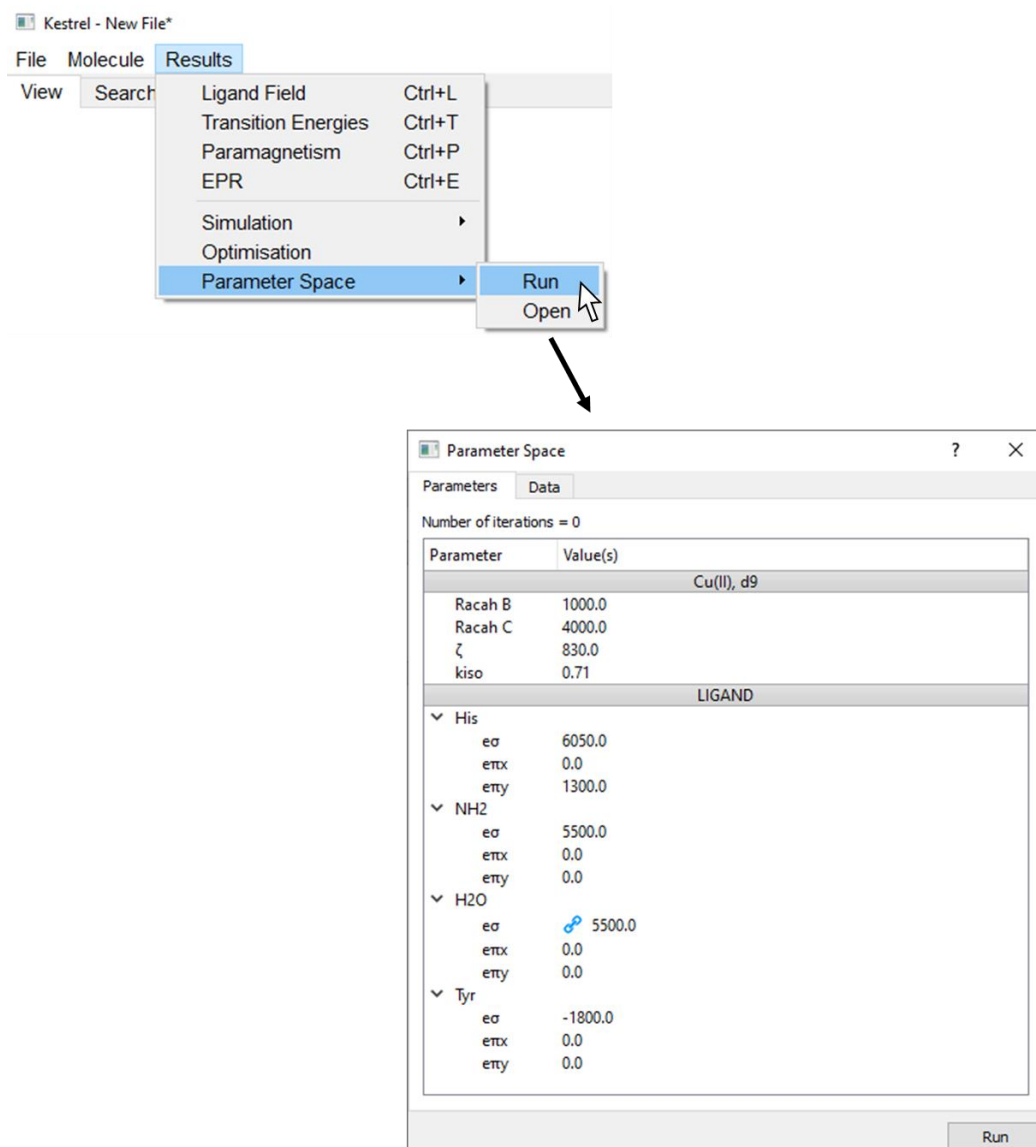 Kestrel - New File*
File Molecule Results
View Search
Ligand Field Ctrl+L
Transition Energies Ctrl+T
Paramagnetism Ctrl+P
EPR Ctrl+E
Simulation
Optimisation
Parameter Space
Run
Open
Parameter Space ? ×
Parameters Data
Number of iterations = 0
Parameter Value(s)
Cu(II), d9
Racah B 1000.0
Racah C 4000.0
ζ 830.0
kiso 0.71
LIGAND
His
eσ 6050.0
eπx 0.0
eπy 1300.0
NH2
eσ 5500.0
eπx 0.0
eπy 0.0
H2O
eσ 5500.0
eπx 0.0
eπy 0.0
Tyr
eσ -1800.0
eπx 0.0
eπy 0.0
Run